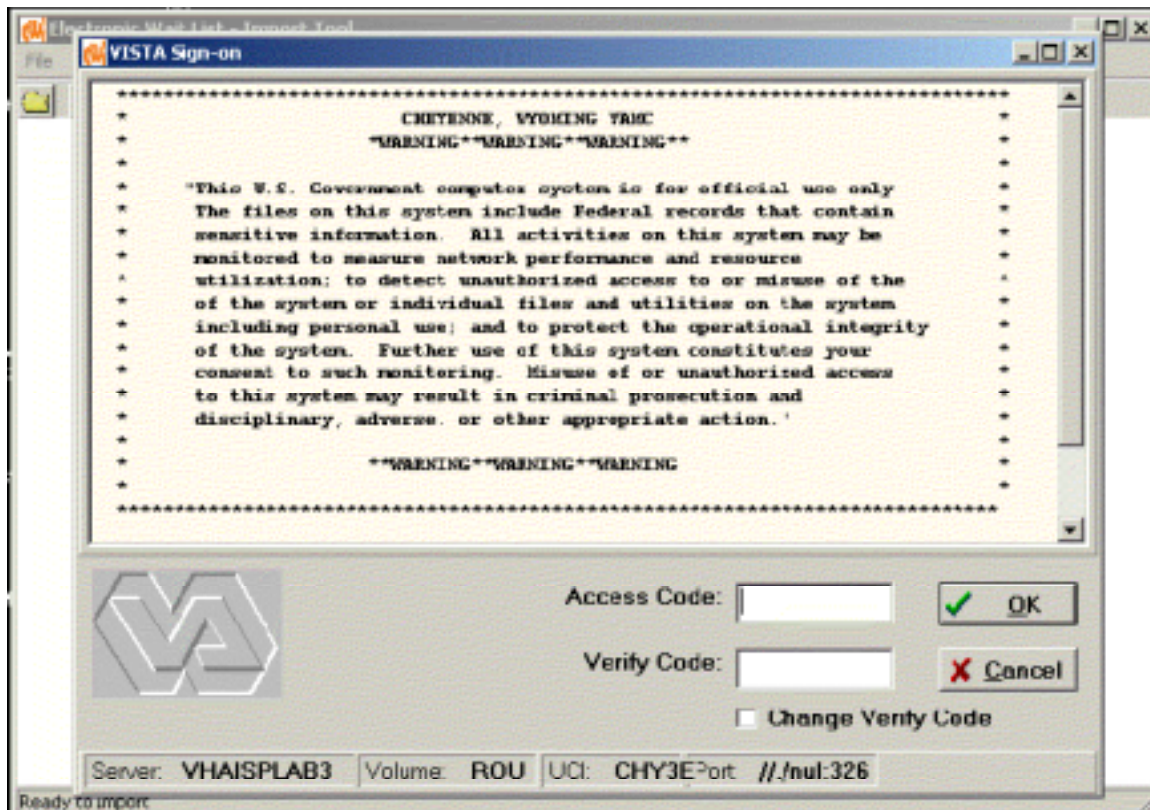 Electronic Wait List - Import Tool
VISTA Sign-on
File
********************************************************************************
* CHEYENNE, WYOMING VAMC *
* *WARNING**WARNING**WARNING** *
* *
* "This U.S. Government computer system is for official use only *
* The files on this system include Federal records that contain *
* sensitive information. All activities on this system may be *
* monitored to measure network performance and resource *
* utilization; to detect unauthorized access to or misuse of the *
* of the system or individual files and utilities on the system *
* including personal use; and to protect the operational integrity *
* of the system. Further use of this system constitutes your *
* consent to such monitoring. Misuse of or unauthorized access *
* to this system may result in criminal prosecution and *
* disciplinary, adverse. or other appropriate action.' *
* *
* **WARNING**WARNING**WARNING *
* *
********************************************************************************
Access Code:
OK
Verify Code:
Cancel
Change Verify Code
Server: VHAISPLAB3 Volume: ROU UCI: CHY3E Port: //./nul:326
Ready to import